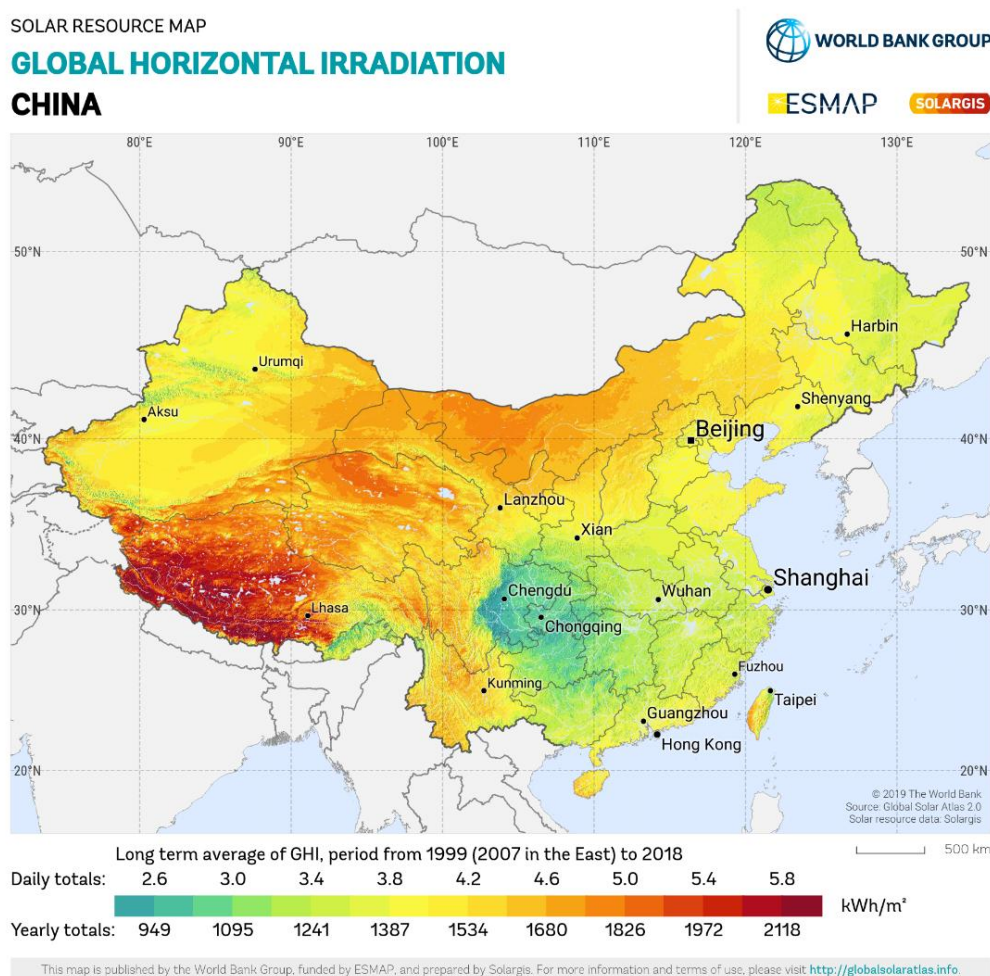 SOLAR RESOURCE MAP
GLOBAL HORIZONTAL IRRADIATION
CHINA
WORLD BANK GROUP
ESMAP
SOLARGIS
80°E 90°E 100°E 110°E 120°E 130°E
50°N 50°N
Harbin
Urumqi
Shenyang
Aksu
Beijing
40°N 40°N
Lanzhou
Xian
Shanghai
Chengdu
Wuhan
30°N Lhasa 30°N
Chongqing
Fuzhou
Kunming
Taipei
Guangzhou
Hong Kong
20°N 20°N
© 2019 The World Bank
Source: Global Solar Atlas 2.0
Solar resource data: Solargis
Long term average of GHI, period from 1999 (2007 in the East) to 2018
500 km
Daily totals: 2.6 3.0 3.4 3.8 4.2 4.6 5.0 5.4 5.8
kWh/m²
Yearly totals: 949 1095 1241 1387 1534 1680 1826 1972 2118
This map is published by the World Bank Group, funded by ESMAP, and prepared by Solargis. For more information and terms of use, please visit http://globalsolaratlas.info.